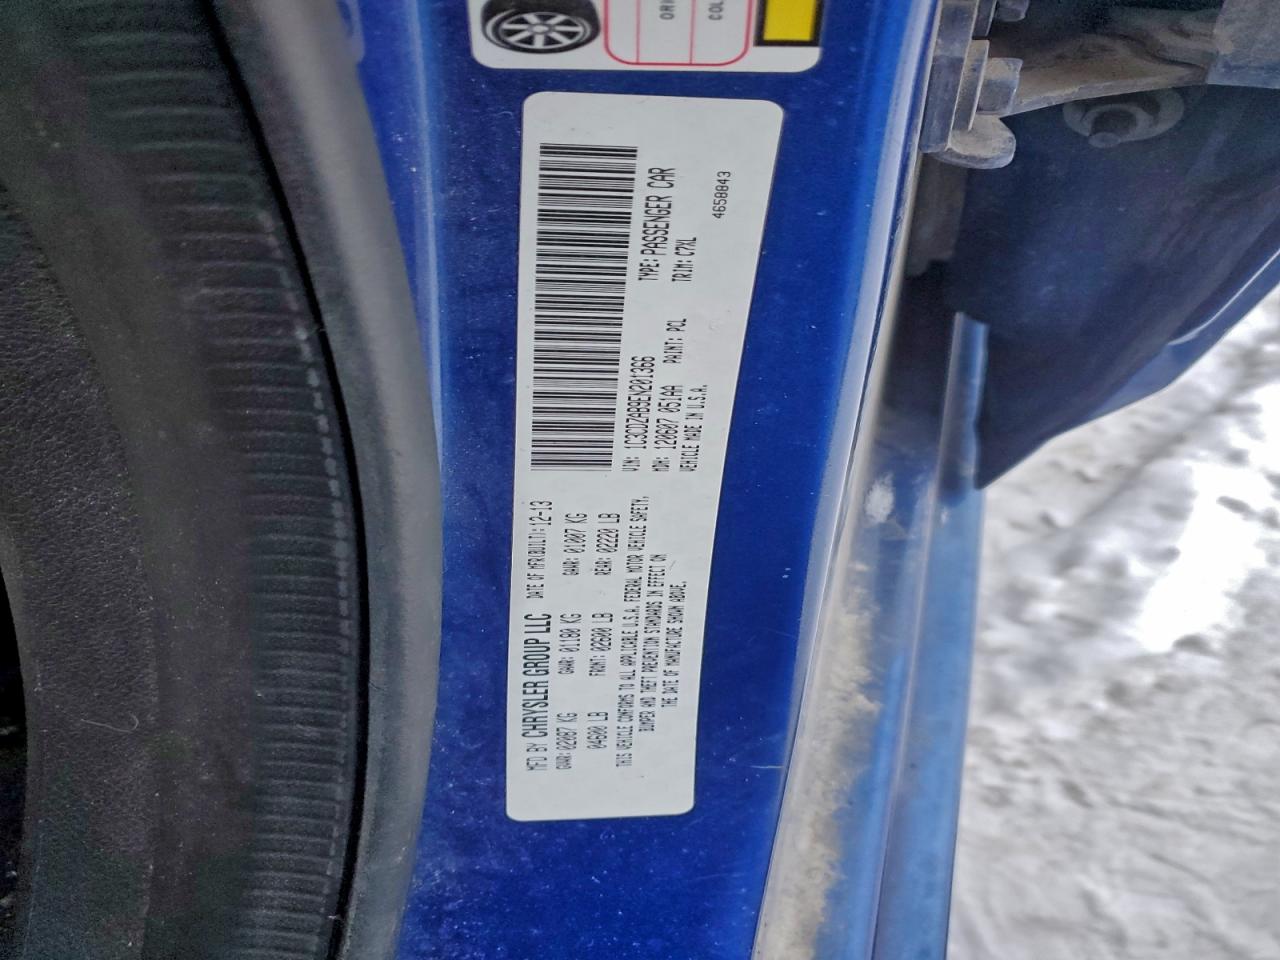 MFD BY CHRYSLER GROUP LLC DATE OF MFR(BUILT): 12-13
GVWR: 02087 KG GAWR: 01180 KG GAWR: 01007 KG
04600 LB FRONT: 02600 LB REAR: 02220 LB
THIS VEHICLE CONFORMS TO ALL APPLICABLE U.S.A. FEDERAL MOTOR VEHICLE SAFETY,
BUMPER AND THEFT PREVENTION STANDARDS IN EFFECT ON
THE DATE OF MANUFACTURE SHOWN ABOVE.
VIN: 1C3CDZAB9EN201366 TYPE: PASSENGER CAR
MDH: 120607 051AA PAINT: PCL TRIM: C7XL
VEHICLE MADE IN U.S.A.
4658843